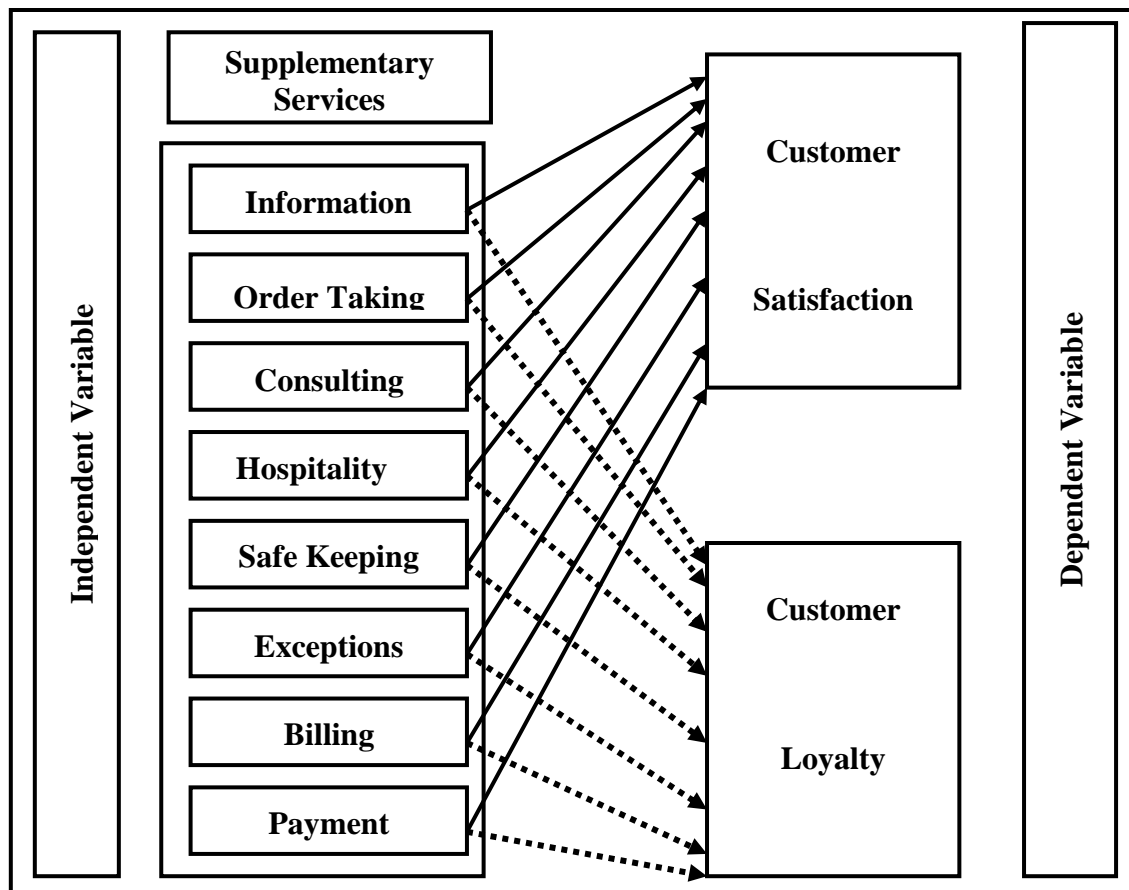 Independent Variable
Supplementary
Services
Information
Order Taking
Consulting
Hospitality
Safe Keeping
Exceptions
Billing
Payment
Customer
Satisfaction
Customer
Loyalty
Dependent Variable